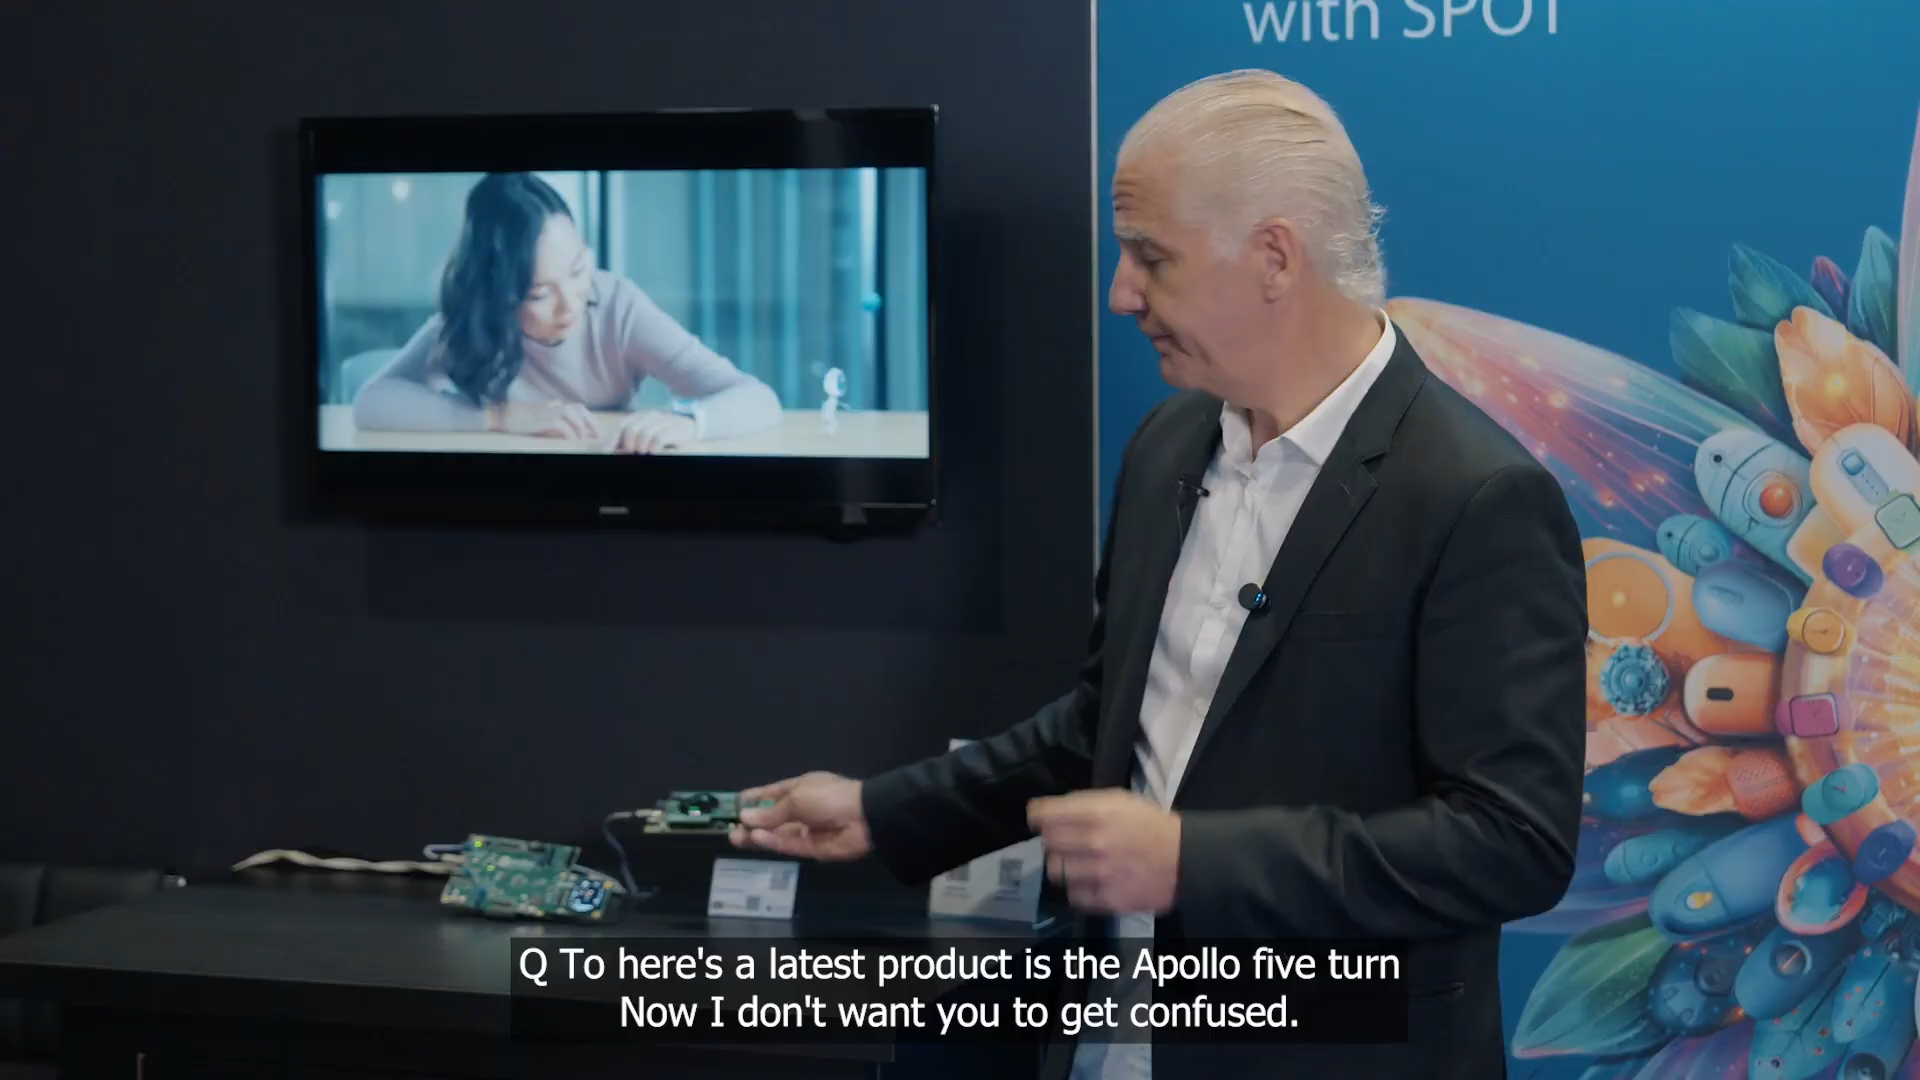 with SPOT
Q To here's a latest product is the Apollo five turn
Now I don't want you to get confused.